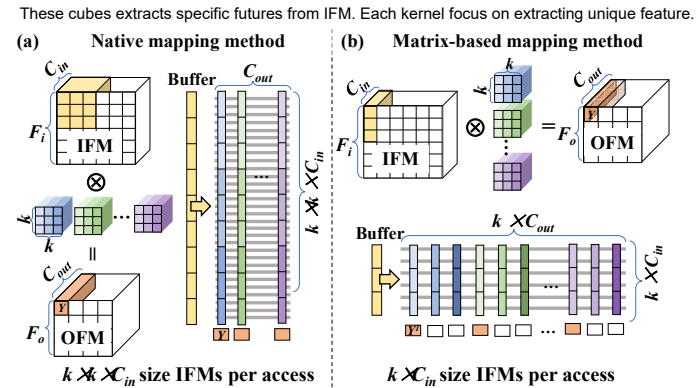 These cubes extracts specific futures from IFM. Each kernel focus on extracting unique feature.
(a) Native mapping method
C_in
F_i
IFM
⊗
k
k
...
=
C_out
F_o
Y
OFM
Buffer
C_out
...
k × k × C_in
Y
k × k × C_in size IFMs per access
(b) Matrix-based mapping method
C_in
F_i
IFM
⊗
k
k
...
=
C_out
F_o
Y
OFM
Buffer
k × C_out
...
k × C_in
Y¹
...
k × C_in size IFMs per access